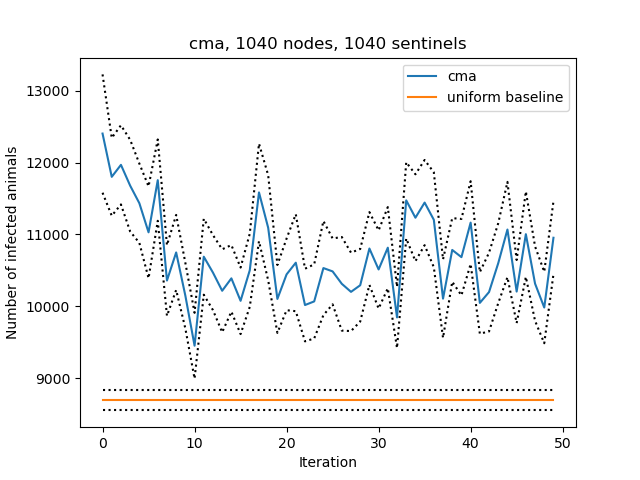 cma, 1040 nodes, 1040 sentinels
cma
uniform baseline
Number of infected animals
13000
12000
11000
10000
9000
0
10
20
30
40
50
Iteration